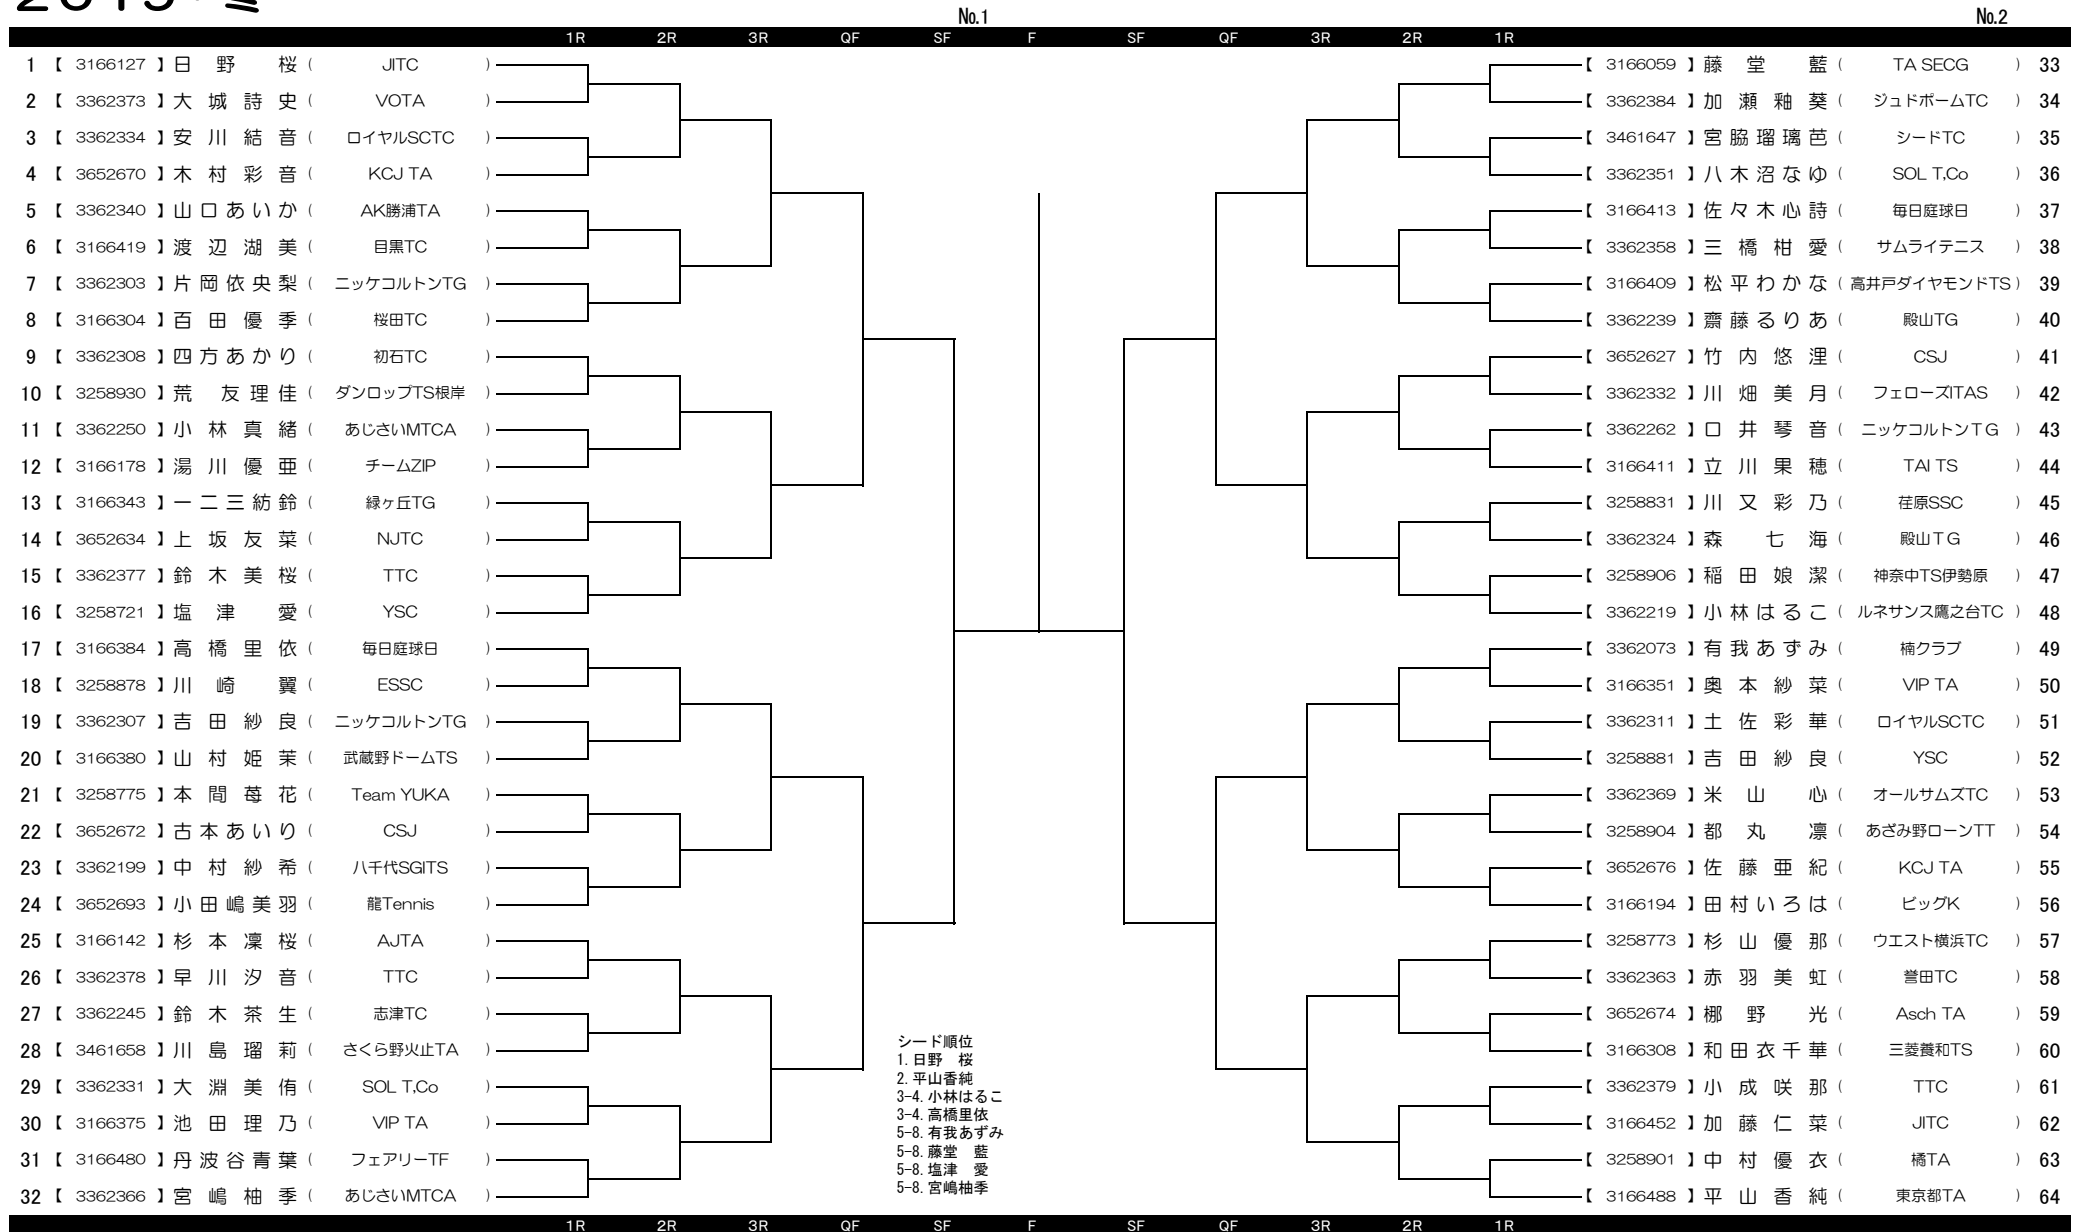 No.1 No.2
1R 2R 3R QF SF F SF QF 3R 2R 1R
1 【 3166127 】 日野 桜 ( JITC )
2 【 3362373 】 大城詩史 ( VOTA )
3 【 3362334 】 安川結音 ( ロイヤルSCTC )
4 【 3652670 】 木村彩音 ( KCJ TA )
5 【 3362340 】 山口あいか ( AK勝浦TA )
6 【 3166419 】 渡辺湖美 ( 目黒TC )
7 【 3362303 】 片岡依央梨 ( ニッケコルトンTG )
8 【 3166304 】 百田優季 ( 桜田TC )
9 【 3362308 】 四方あかり ( 初石TC )
10 【 3258930 】 荒 友理佳 ( ダンロップTS根岸 )
11 【 3362250 】 小林真緒 ( あじさいMTCA )
12 【 3166178 】 湯川優亜 ( チームZIP )
13 【 3166343 】 一二三紡鈴 ( 緑ヶ丘TG )
14 【 3652634 】 上坂友菜 ( NJTC )
15 【 3362377 】 鈴木美桜 ( TTC )
16 【 3258721 】 塩津 愛 ( YSC )
17 【 3166384 】 高橋里依 ( 毎日庭球日 )
18 【 3258878 】 川崎 翼 ( ESSC )
19 【 3362307 】 吉田紗良 ( ニッケコルトンTG )
20 【 3166380 】 山村姫茉 ( 武蔵野ドームTS )
21 【 3258775 】 本間苺花 ( Team YUKA )
22 【 3652672 】 古本あいり ( CSJ )
23 【 3362199 】 中村紗希 ( 八千代SGITS )
24 【 3652693 】 小田嶋美羽 ( 龍Tennis )
25 【 3166142 】 杉本凜桜 ( AJTA )
26 【 3362378 】 早川汐音 ( TTC )
27 【 3362245 】 鈴木茶生 ( 志津TC )
28 【 3461658 】 川島瑠莉 ( さくら野火止TA )
29 【 3362331 】 大淵美侑 ( SOL T,Co )
30 【 3166375 】 池田理乃 ( VIP TA )
31 【 3166480 】 丹波谷青葉 ( フェアリーTF )
32 【 3362366 】 宮嶋柚季 ( あじさいMTCA )
シード順位
1. 日野 桜
2. 平山香純
3-4. 小林はるこ
3-4. 高橋里依
5-8. 有我あずみ
5-8. 藤堂 藍
5-8. 塩津 愛
5-8. 宮嶋柚季
【 3166059 】 藤堂 藍 ( TA SECG ) 33
【 3362384 】 加瀬釉葵 ( ジュドポームTC ) 34
【 3461647 】 宮脇瑠璃芭 ( シードTC ) 35
【 3362351 】 八木沼なゆ ( SOL T,Co ) 36
【 3166413 】 佐々木心詩 ( 毎日庭球日 ) 37
【 3362358 】 三橋柑愛 ( サムライテニス ) 38
【 3166409 】 松平わかな ( 高井戸ダイヤモンドTS ) 39
【 3362239 】 齋藤るりあ ( 殿山TG ) 40
【 3652627 】 竹内悠浬 ( CSJ ) 41
【 3362332 】 川畑美月 ( フェローズITAS ) 42
【 3362262 】 口井琴音 ( ニッケコルトンTG ) 43
【 3166411 】 立川果穂 ( TAI TS ) 44
【 3258831 】 川又彩乃 ( 荏原SSC ) 45
【 3362324 】 森 七海 ( 殿山TG ) 46
【 3258906 】 稲田娘潔 ( 神奈中TS伊勢原 ) 47
【 3362219 】 小林はるこ ( ルネサンス鷹之台TC ) 48
【 3362073 】 有我あずみ ( 楠クラブ ) 49
【 3166351 】 奥本紗菜 ( VIP TA ) 50
【 3362311 】 土佐彩華 ( ロイヤルSCTC ) 51
【 3258881 】 吉田紗良 ( YSC ) 52
【 3362369 】 米山 心 ( オールサムズTC ) 53
【 3258904 】 都丸 凛 ( あざみ野ローンTT ) 54
【 3652676 】 佐藤亜紀 ( KCJ TA ) 55
【 3166194 】 田村いろは ( ビッグK ) 56
【 3258773 】 杉山優那 ( ウエスト横浜TC ) 57
【 3362363 】 赤羽美虹 ( 誉田TC ) 58
【 3652674 】 梛野 光 ( Asch TA ) 59
【 3166308 】 和田衣千華 ( 三菱養和TS ) 60
【 3362379 】 小成咲那 ( TTC ) 61
【 3166452 】 加藤仁菜 ( JITC ) 62
【 3258901 】 中村優衣 ( 橘TA ) 63
【 3166488 】 平山香純 ( 東京都TA ) 64
1R 2R 3R QF SF F SF QF 3R 2R 1R